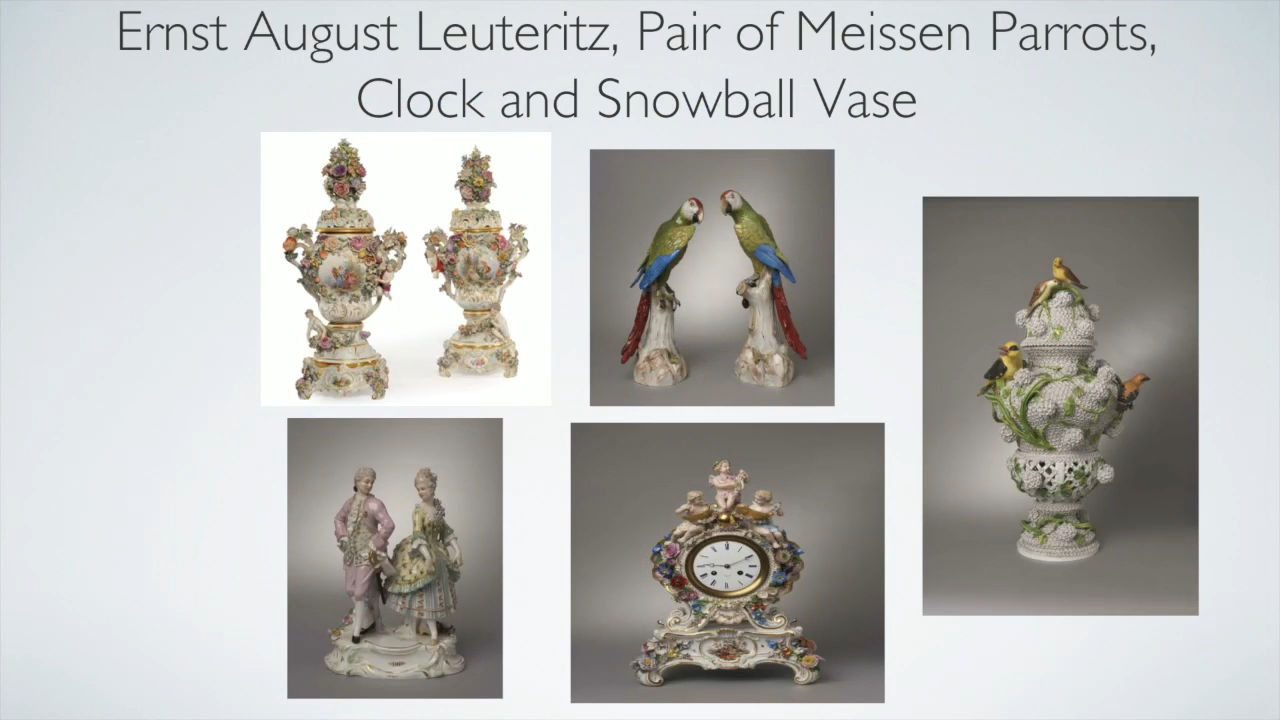 Ernst August Leuteritz, Pair of Meissen Parrots,
Clock and Snowball Vase